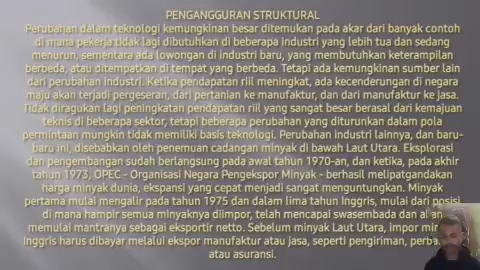 PENGANGGURAN STRUKTURAL
Perubahan dalam teknologi kemungkinan besar ditemukan pada akar dari banyak contoh
di mana pekerja tidak lagi dibutuhkan di beberapa industri yang lebih tua dan sedang
menurun, sementara ada lowongan di industri baru, yang membutuhkan keterampilan
berbeda, atau ditempatkan di tempat yang berbeda. Tetapi ada kemungkinan sumber lain
dari perubahan industri. Ketika pendapatan riil meningkat, ada kecenderungan di negara
maju akan terjadi pergeseran, dari pertanian ke manufaktur, dan dari manufaktur ke jasa.
Tidak diragukan lagi peningkatan pendapatan riil yang sangat besar berasal dari kemajuan
teknis di beberapa sektor, tetapi beberapa perubahan yang diturunkan dalam pola
permintaan mungkin tidak memiliki basis teknologi. Perubahan industri lainnya, dan baru-
baru ini, disebabkan oleh penemuan cadangan minyak di bawah Laut Utara. Eksplorasi
dan pengembangan sudah berlangsung pada awal tahun 1970-an, dan ketika, pada akhir
tahun 1973, OPEC - Organisasi Negara Pengekspor Minyak - berhasil melipatgandakan
harga minyak dunia, ekspansi yang cepat menjadi sangat menguntungkan. Minyak
pertama mulai mengalir pada tahun 1975 dan dalam lima tahun Inggris, mulai dari posisi
di mana hampir semua minyaknya diimpor, telah mencapai swasembada dan
memulai mantranya sebagai eksportir netto. Sebelum minyak Laut Utara, impor
Inggris harus dibayar melalui ekspor manufaktur atau jasa, seperti pengiriman,
atau asuransi.